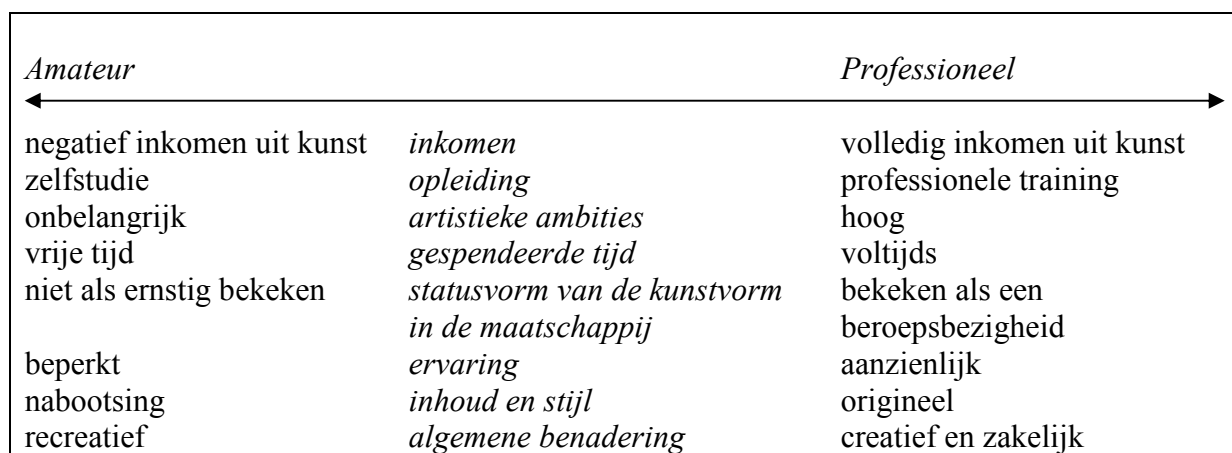 Amateur Professioneel
negatief inkomen uit kunst inkomen volledig inkomen uit kunst
zelfstudie opleiding professionele training
onbelangrijk artistieke ambities hoog
vrije tijd gespendeerde tijd voltijds
niet als ernstig bekeken statusvorm van de kunstvorm bekeken als een
in de maatschappij beroepsbezigheid
beperkt ervaring aanzienlijk
nabootsing inhoud en stijl origineel
recreatief algemene benadering creatief en zakelijk